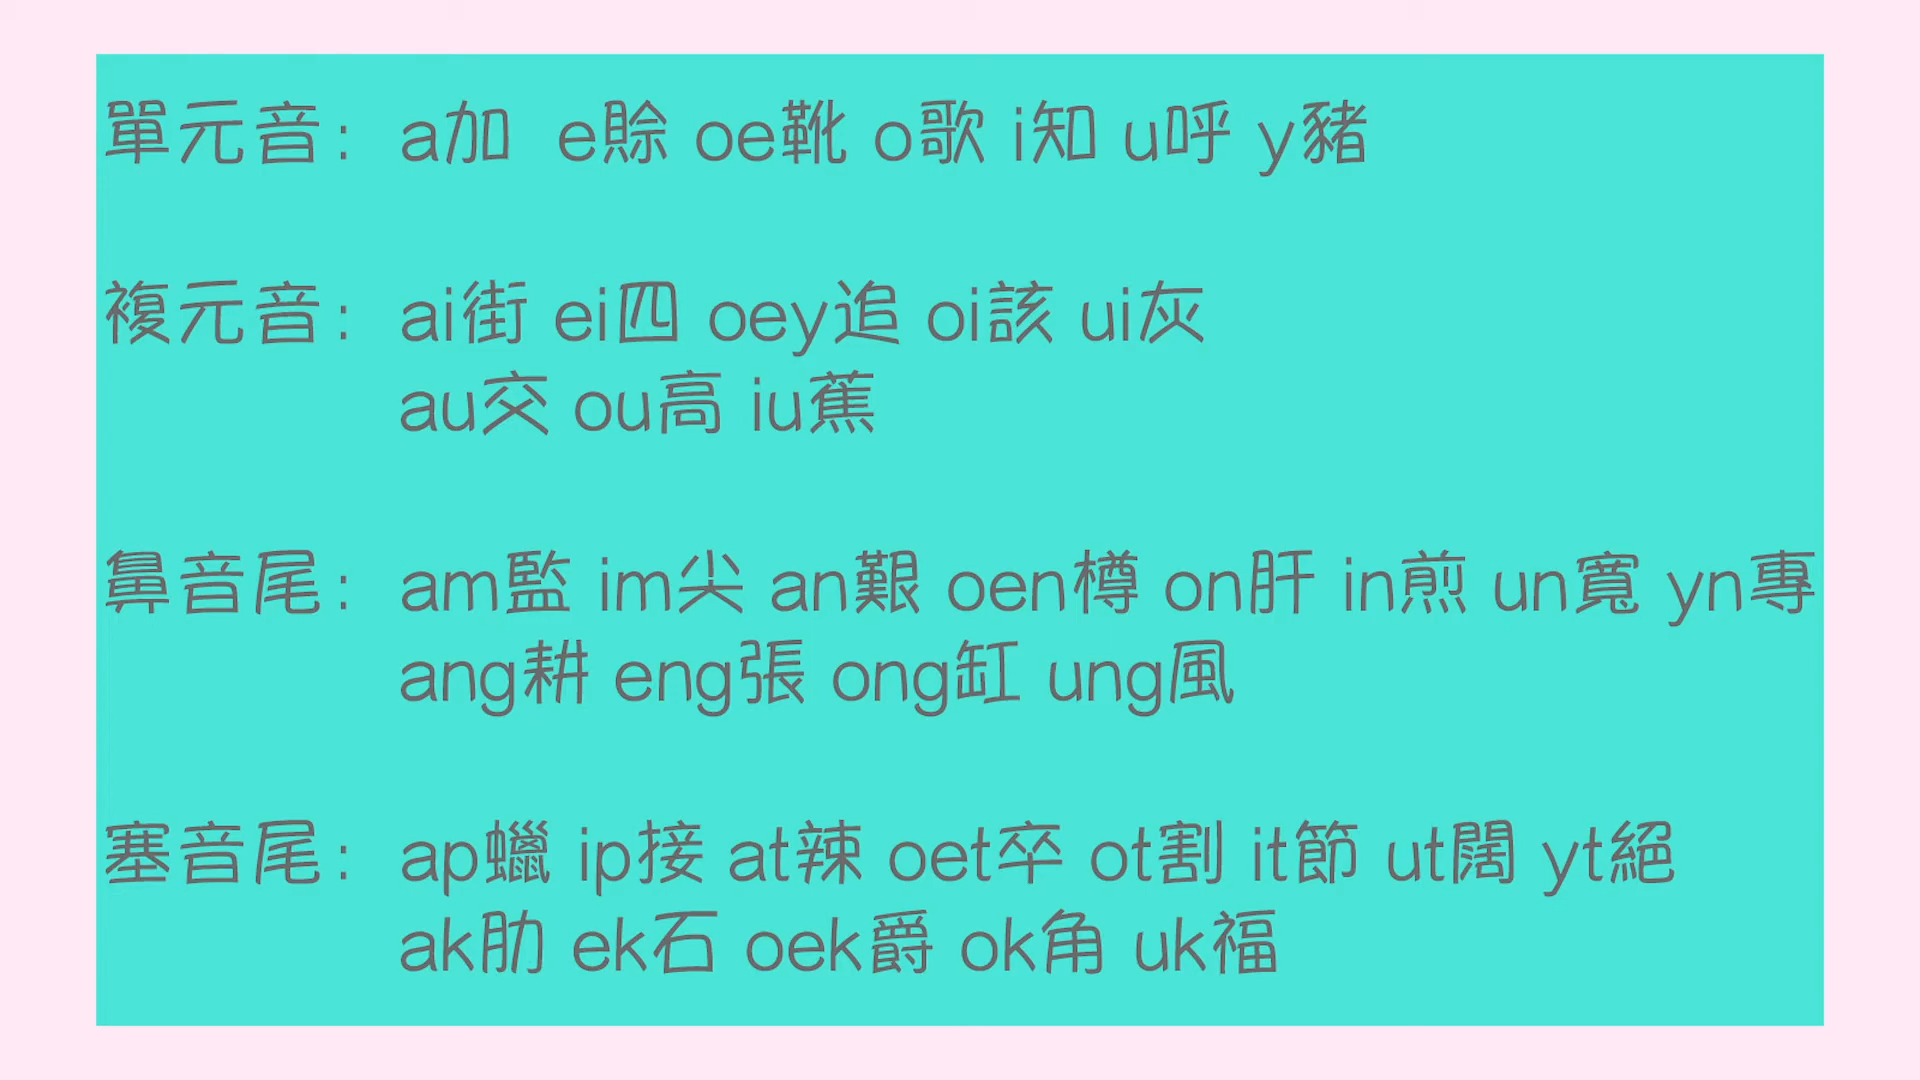 單元音：a加 e賒 oe靴 o歌 i知 u呼 y豬
複元音：ai街 ei四 oey追 oi該 ui灰
au交 ou高 iu蕉
鼻音尾：am監 im尖 an艱 oen樽 on肝 in煎 un寬 yn專
ang耕 eng張 ong缸 ung風
塞音尾：ap蠟 ip接 at辣 oet卒 ot割 it節 ut闊 yt絕
ak肋 ek石 oek爵 ok角 uk福